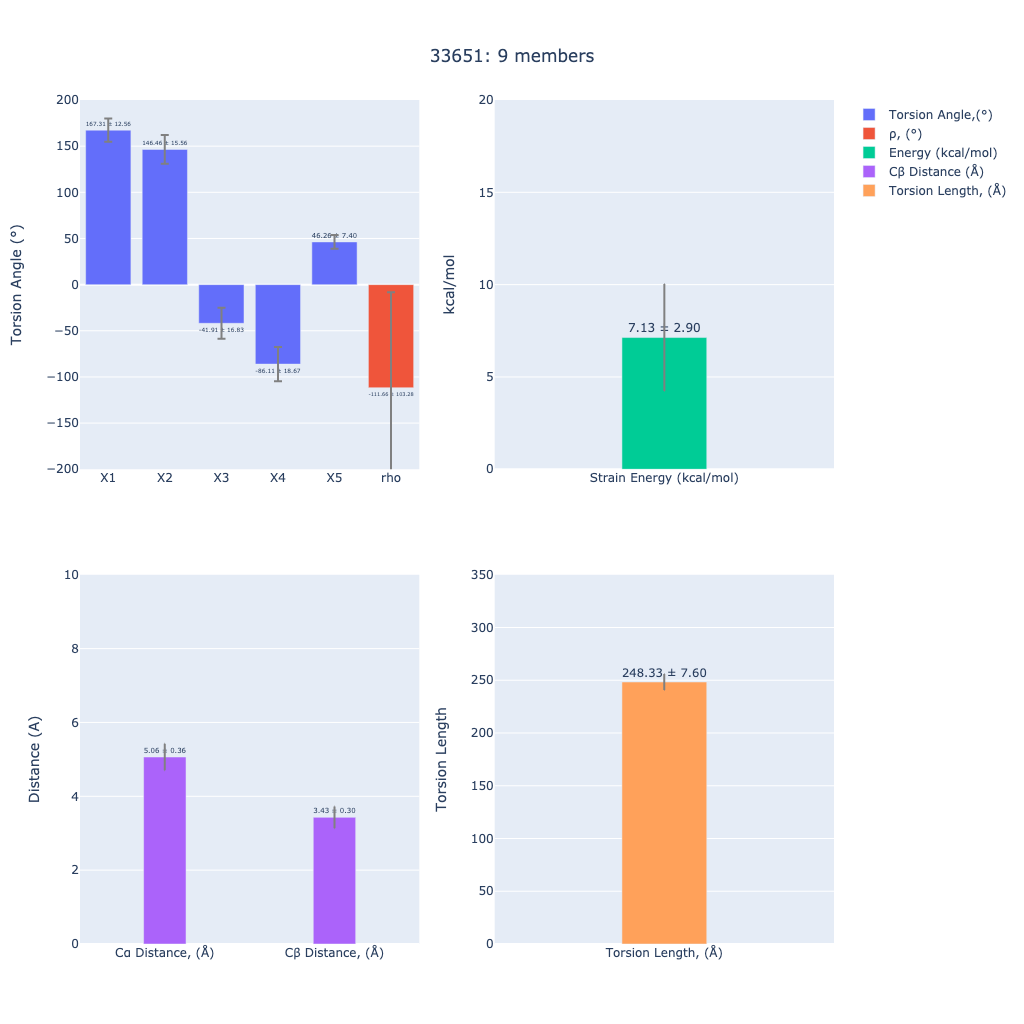 33651: 9 members
200
150
100
50
0
−50
−100
−150
−200
Torsion Angle (°)
167.31 ± 12.56
146.46 ± 15.56
-41.91 ± 16.83
-86.11 ± 18.67
46.26 ± 7.40
-111.66 ± 103.28
X1 X2 X3 X4 X5 rho
20
15
10
5
0
kcal/mol
7.13 ± 2.90
Strain Energy (kcal/mol)
Torsion Angle,(°)
ρ, (°)
Energy (kcal/mol)
Cβ Distance (Å)
Torsion Length, (Å)
10
8
6
4
2
0
Distance (A)
5.06 ± 0.36
3.43 ± 0.30
Cα Distance, (Å) Cβ Distance, (Å)
350
300
250
200
150
100
50
0
Torsion Length
248.33 ± 7.60
Torsion Length, (Å)